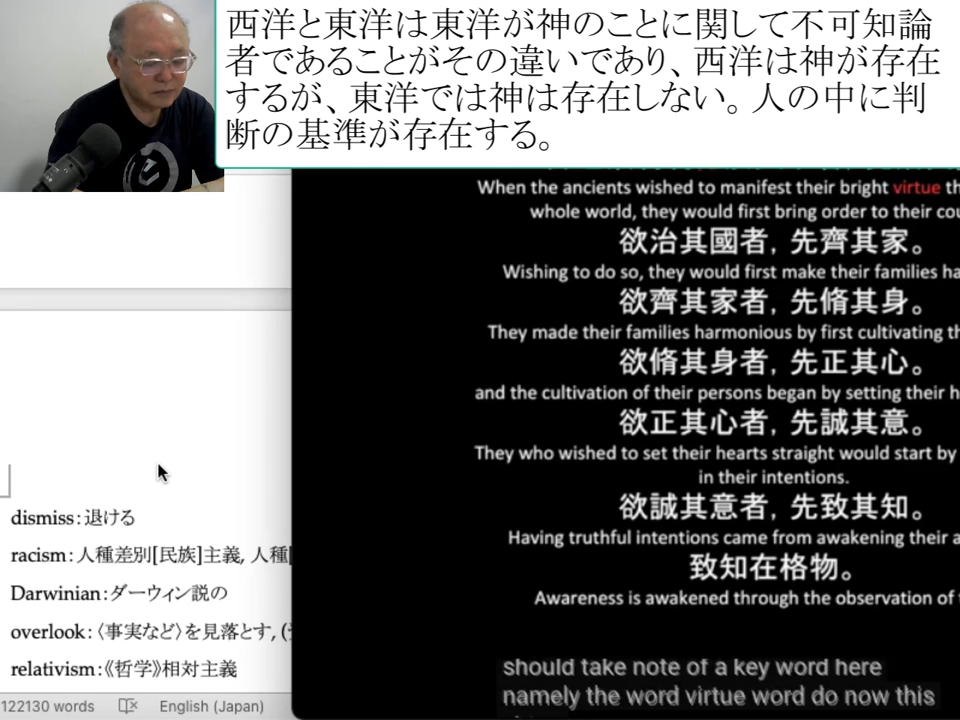 西洋と東洋は東洋が神のことに関して不可知論
者であることがその違いであり、西洋は神が存在
するが、東洋では神は存在しない。人の中に判
断の基準が存在する。
When the ancients wished to manifest their bright virtue
whole world, they would first bring order to their
欲治其國者，先齊其家。
Wishing to do so, they would first make their families
欲齊其家者，先脩其身。
They made their families harmonious by first cultivating
欲脩其身者，先正其心。
and the cultivation of their persons began by setting their
欲正其心者，先誠其意。
They who wished to set their hearts straight would start by
in their intentions.
欲誠其意者，先致其知。
Having truthful intentions came from awakening their
致知在格物。
Awareness is awakened through the observation of
should take note of a key word here
namely the word virtue word do now this
dismiss：退ける
racism：人種差別[民族]主義, 人種
Darwinian：ダーウィン説の
overlook：〈事実など〉を見落とす,
relativism：《哲学》相対主義
122130 words English (Japan)